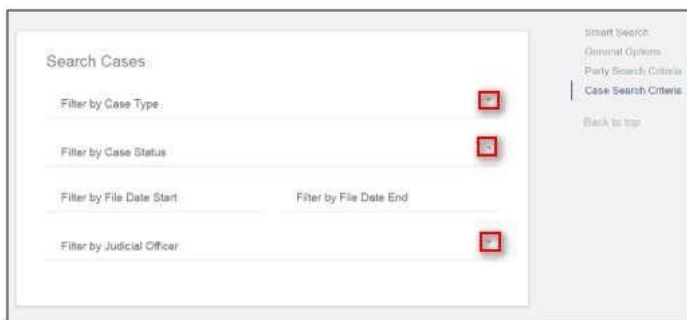 Search Cases
Filter by Case Type
Filter by Case Status
Filter by File Date Start
Filter by File Date End
Filter by Judicial Officer
Smart Search
General Options
Party Search Criteria
Case Search Criteria
Back to top